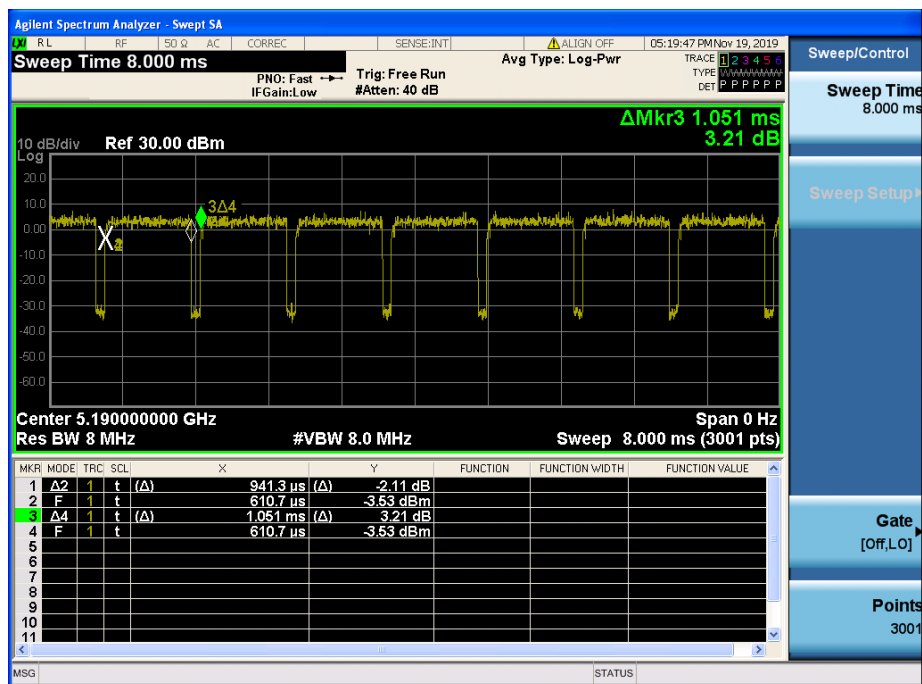 Agilent Spectrum Analyzer - Swept SA
LXI RL RF 50 Ω AC CORREC SENSE:INT ALIGN OFF 05:19:47 PM Nov 19, 2019
Sweep Time 8.000 ms
PNO: Fast
IFGain:Low
Trig: Free Run
#Atten: 40 dB
Avg Type: Log-Pwr
TRACE 1 2 3 4 5 6
TYPE WWWWWW
DET P P P P P P
ΔMkr3 1.051 ms
3.21 dB
10 dB/div Ref 30.00 dBm
Log
20.0
10.0
0.00
-10.0
-20.0
-30.0
-40.0
-50.0
-60.0
3Δ4
Center 5.190000000 GHz Span 0 Hz
Res BW 8 MHz #VBW 8.0 MHz Sweep 8.000 ms (3001 pts)
MKR MODE TRC SCL X Y FUNCTION FUNCTION WIDTH FUNCTION VALUE
1 Δ2 1 t (Δ) 941.3 µs (Δ) -2.11 dB
2 F 1 t 610.7 µs -3.53 dBm
3 Δ4 1 t (Δ) 1.051 ms (Δ) 3.21 dB
4 F 1 t 610.7 µs -3.53 dBm
5
6
7
8
9
10
11
MSG STATUS
Sweep/Control
Sweep Time
8.000 ms
Sweep Setup
Gate
[Off,LO]
Points
3001